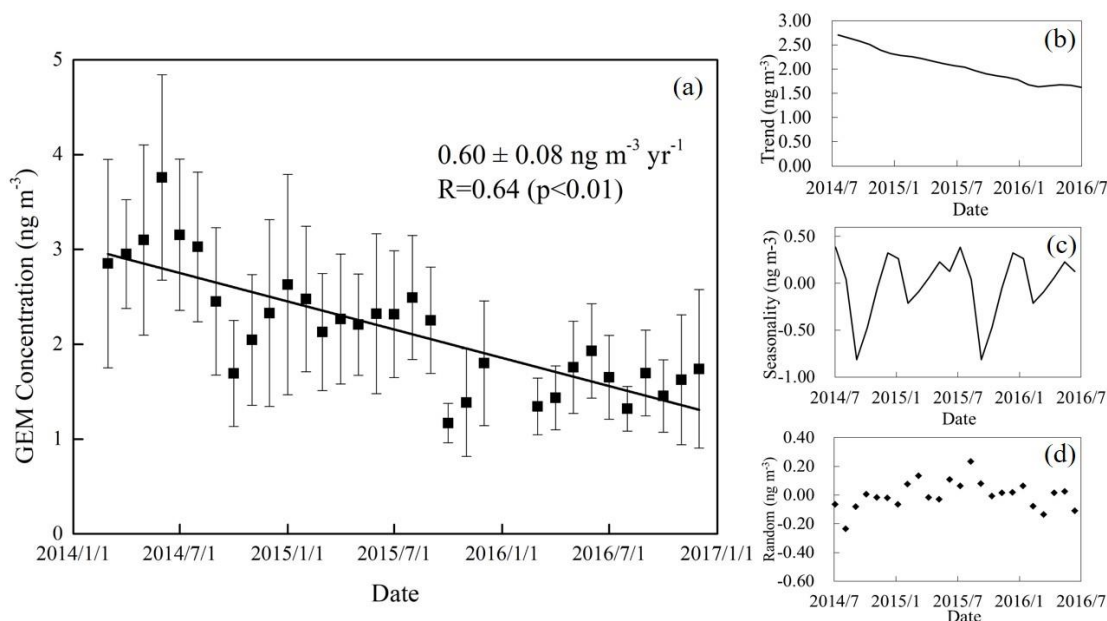 (a)
0.60 ± 0.08 ng m-3 yr-1
R=0.64 (p<0.01)
GEM Concentration (ng m-3)
5
4
3
2
1
0
2014/1/1 2014/7/1 2015/1/1 2015/7/1 2016/1/1 2016/7/1 2017/1/1
Date
(b)
Trend (ng m-3)
3.00
2.50
2.00
1.50
1.00
0.50
0.00
2014/7 2015/1 2015/7 2016/1 2016/7
Date
(c)
Seasonality (ng m-3)
0.50
0.00
-0.50
-1.00
2014/7 2015/1 2015/7 2016/1 2016/7
Date
(d)
Random (ng m-3)
0.40
0.20
0.00
-0.20
-0.40
-0.60
2014/7 2015/1 2015/7 2016/1 2016/7
Date